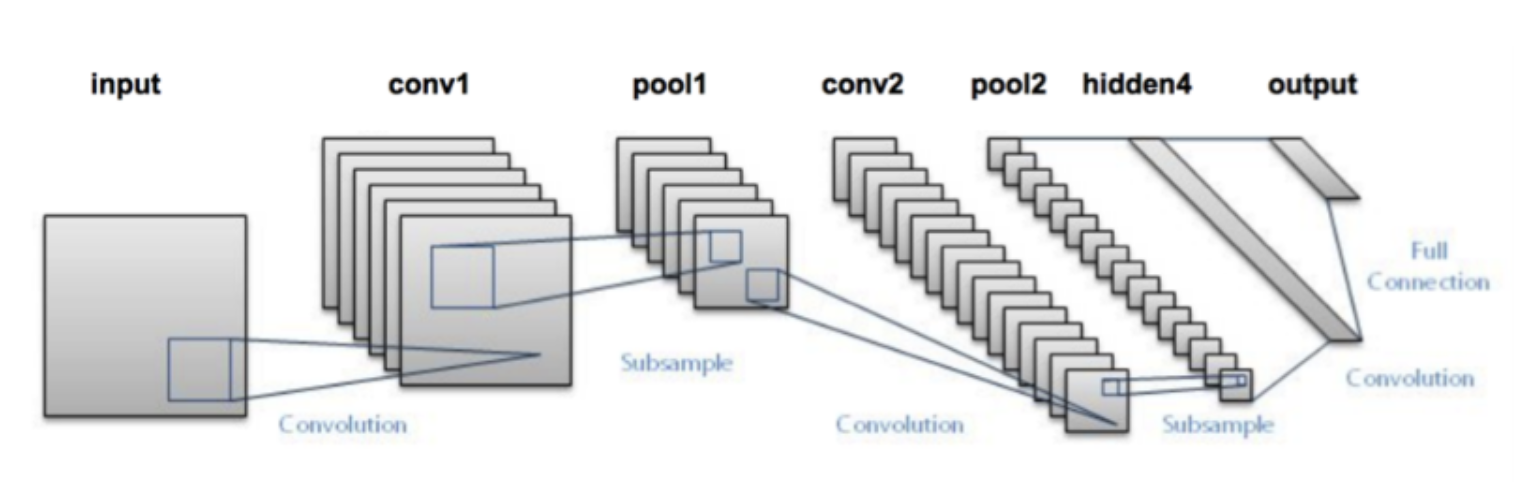 input conv1 pool1 conv2 pool2 hidden4 output
Full
Connection
Subsample
Convolution
Convolution
Convolution
Subsample